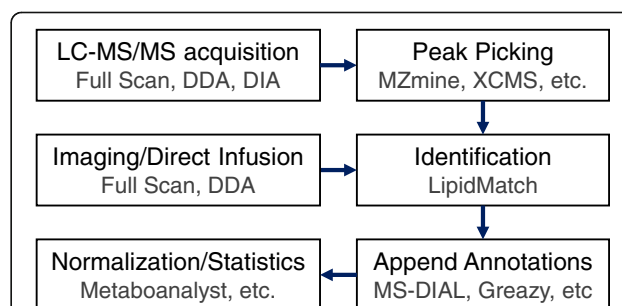 LC-MS/MS acquisition
Full Scan, DDA, DIA
Peak Picking
MZmine, XCMS, etc.
Imaging/Direct Infusion
Full Scan, DDA
Identification
LipidMatch
Normalization/Statistics
Metaboanalyst, etc.
Append Annotations
MS-DIAL, Greazy, etc